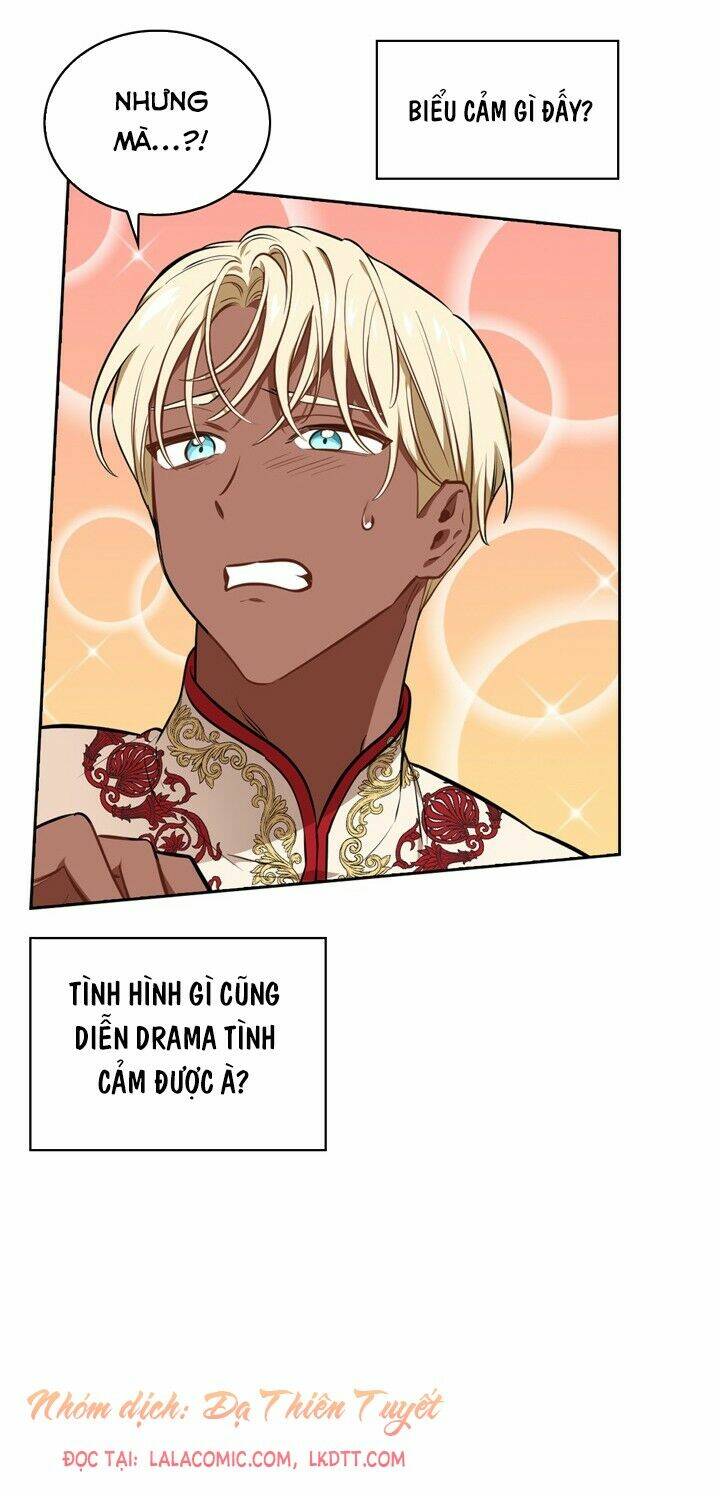 NHƯNG
MÀ...?!
BIỂU CẢM GÌ ĐẤY?
TÌNH HÌNH GÌ CŨNG
DIỄN DRAMA TÌNH
CẢM ĐƯỢC À?
Nhóm dịch: Dạ Thiên Tuyết
ĐỌC TẠI: LALACOMIC.COM, LKDTT.COM